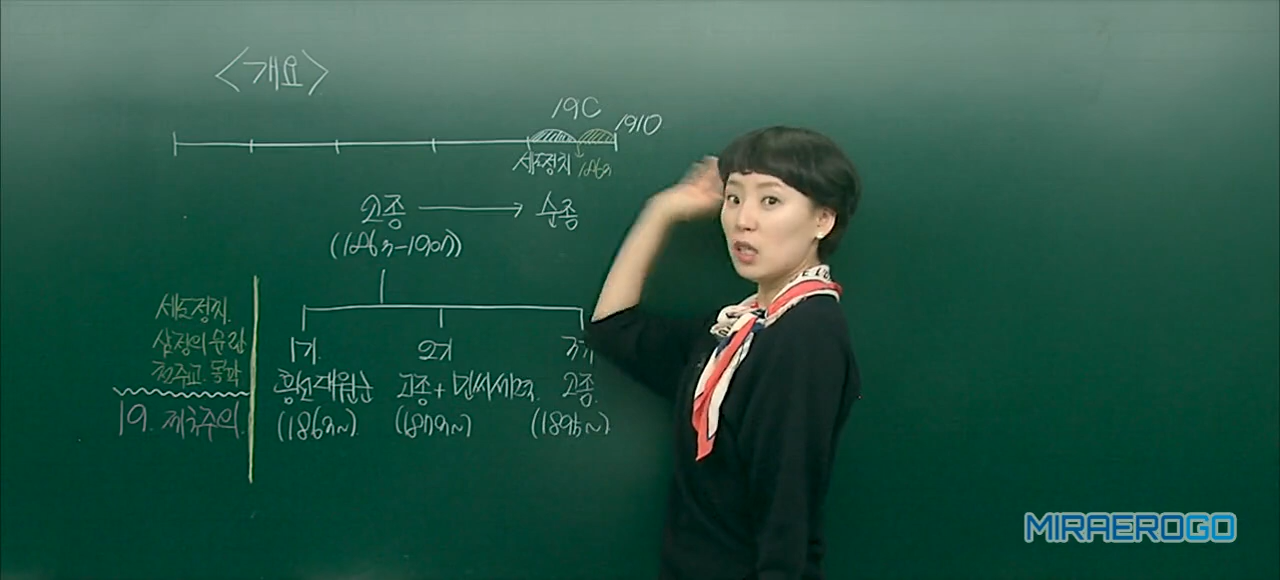 <개요>
19C
1910
세도정치 1863
고종 → 순종
(1863~1907)
세도정치
삼정의 문란
천주교. 동학
19. 제국주의
1기 2기 3기
흥선대원군 고종+민씨세력 고종
(1863~) (1873~) (1895~)
MIRAEROGO